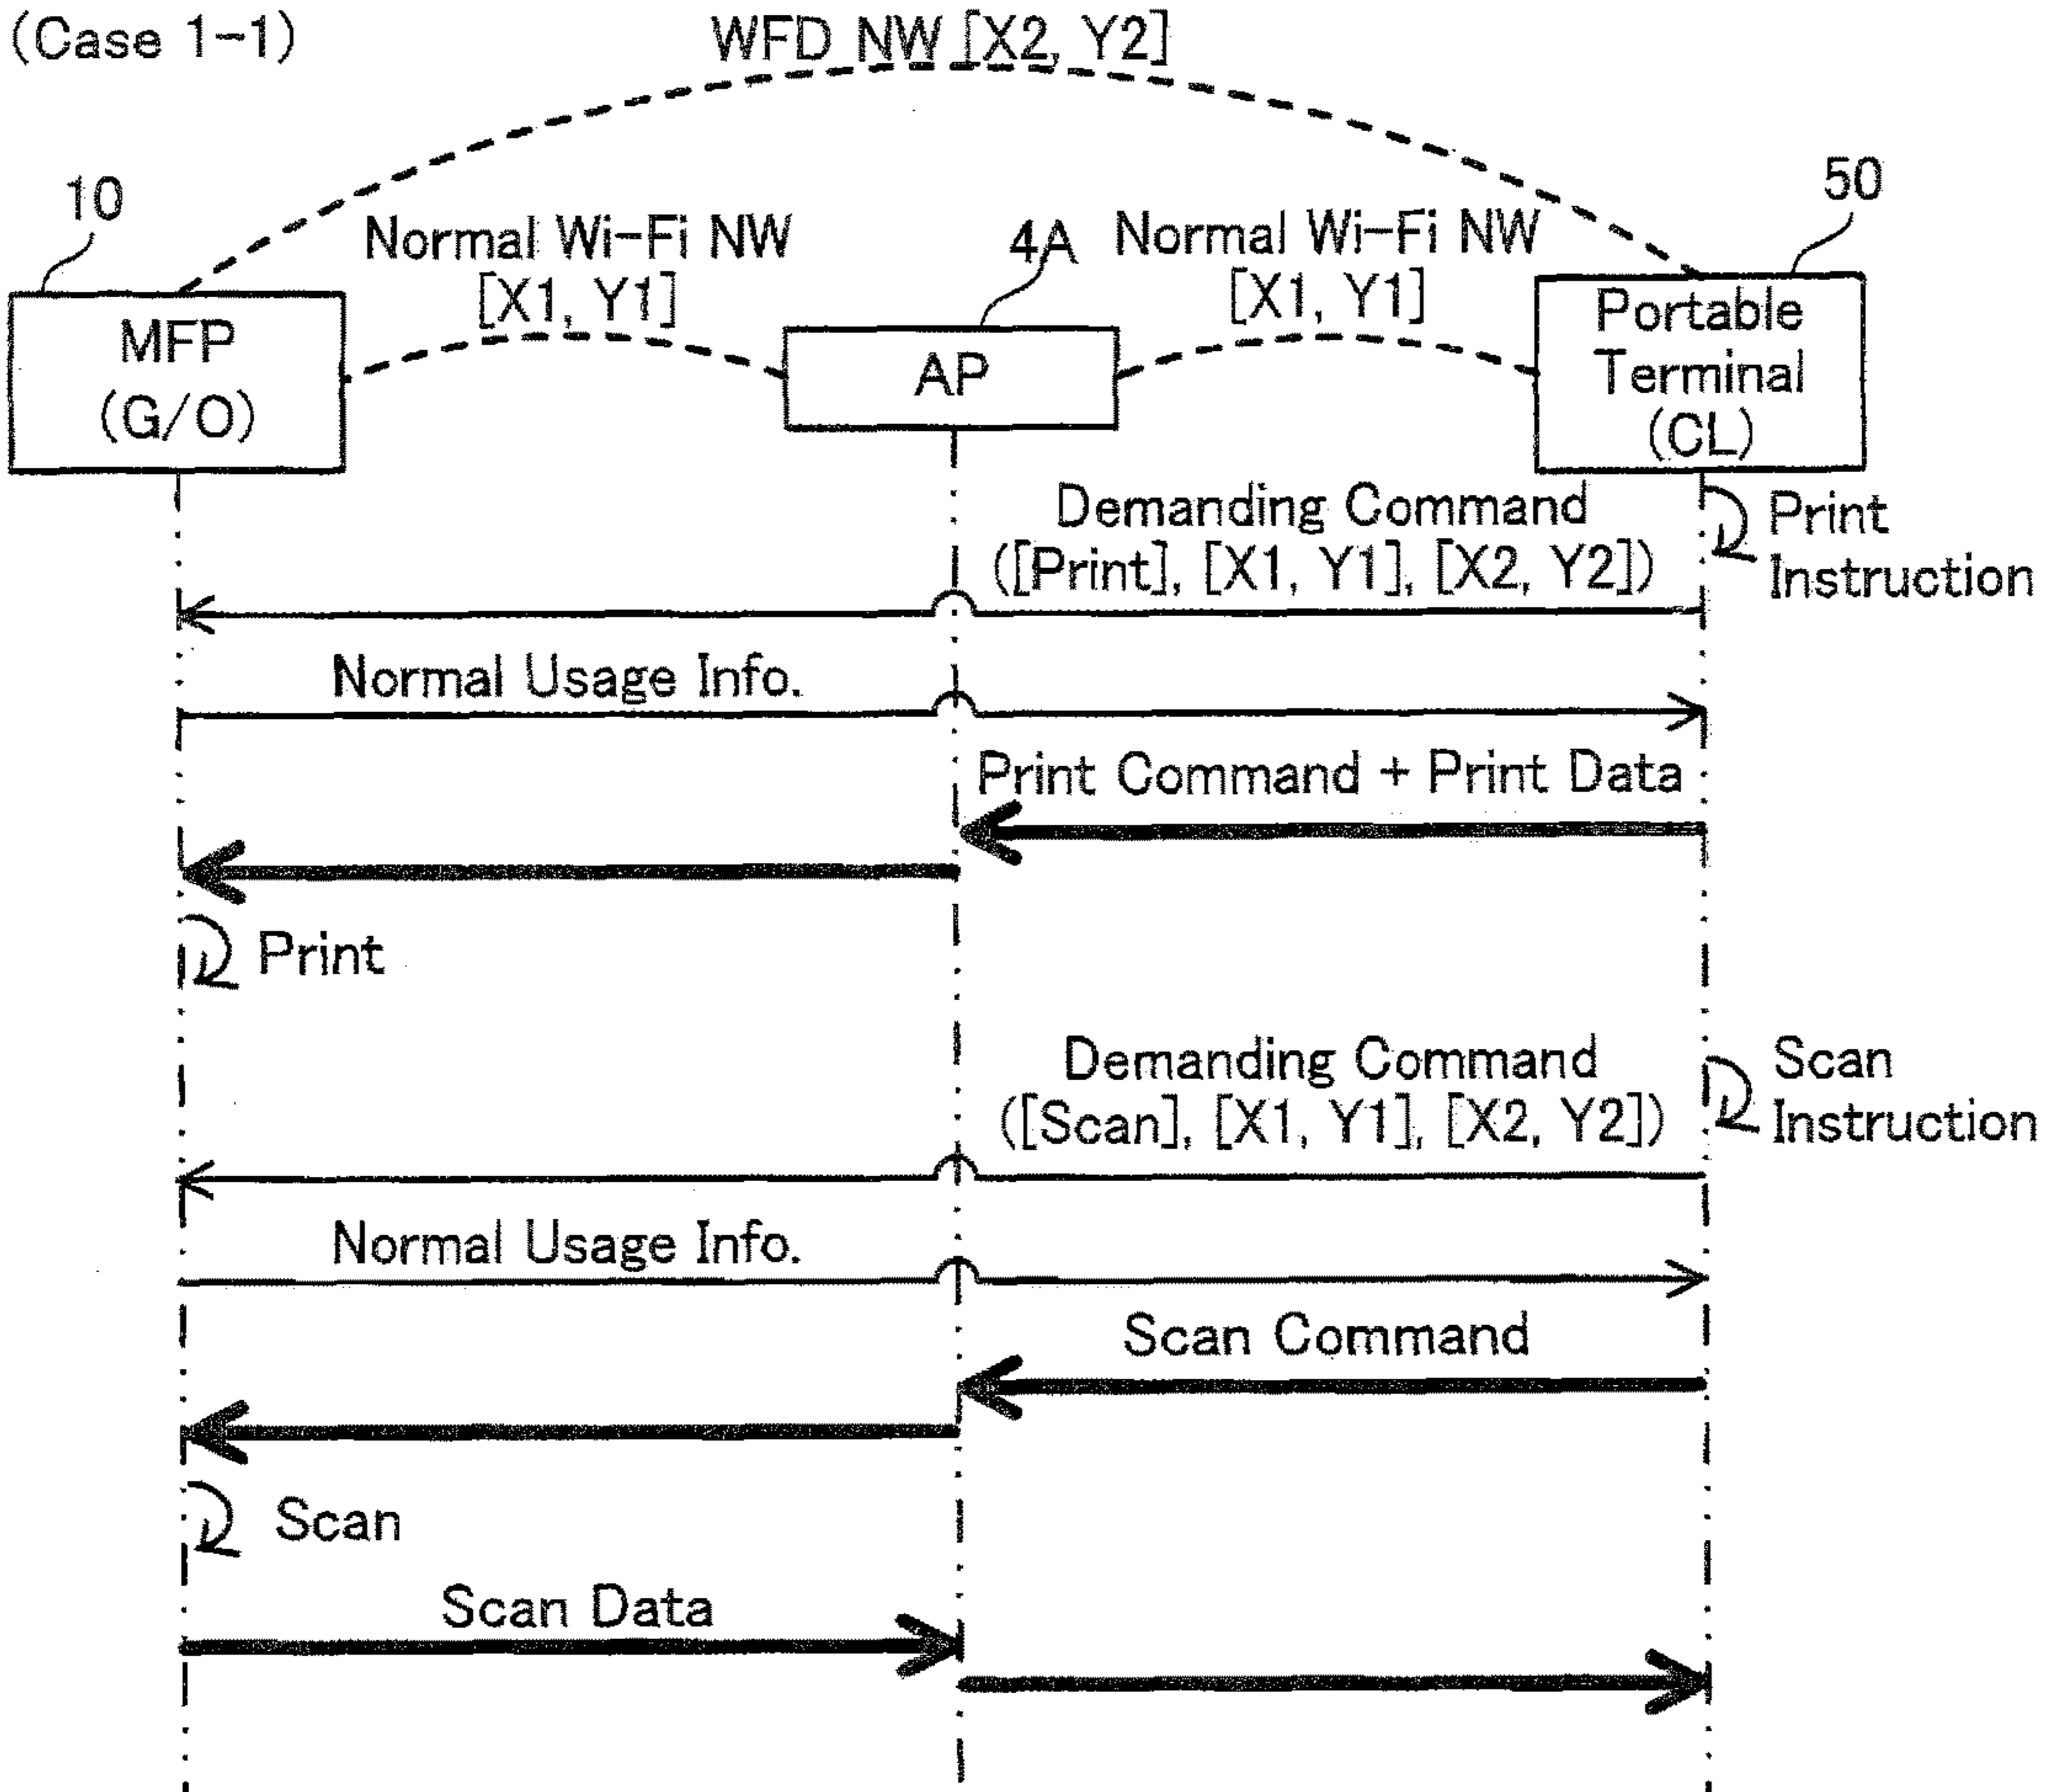 (Case 1-1)
WFD NW [X2, Y2]
10
Normal Wi-Fi NW
[X1, Y1]
4A
Normal Wi-Fi NW
[X1, Y1]
50
MFP
(G/O)
AP
Portable
Terminal
(CL)
Demanding Command
([Print], [X1, Y1], [X2, Y2])
Print
Instruction
Normal Usage Info.
Print Command + Print Data
Print
Demanding Command
([Scan], [X1, Y1], [X2, Y2])
Scan
Instruction
Normal Usage Info.
Scan Command
Scan
Scan Data